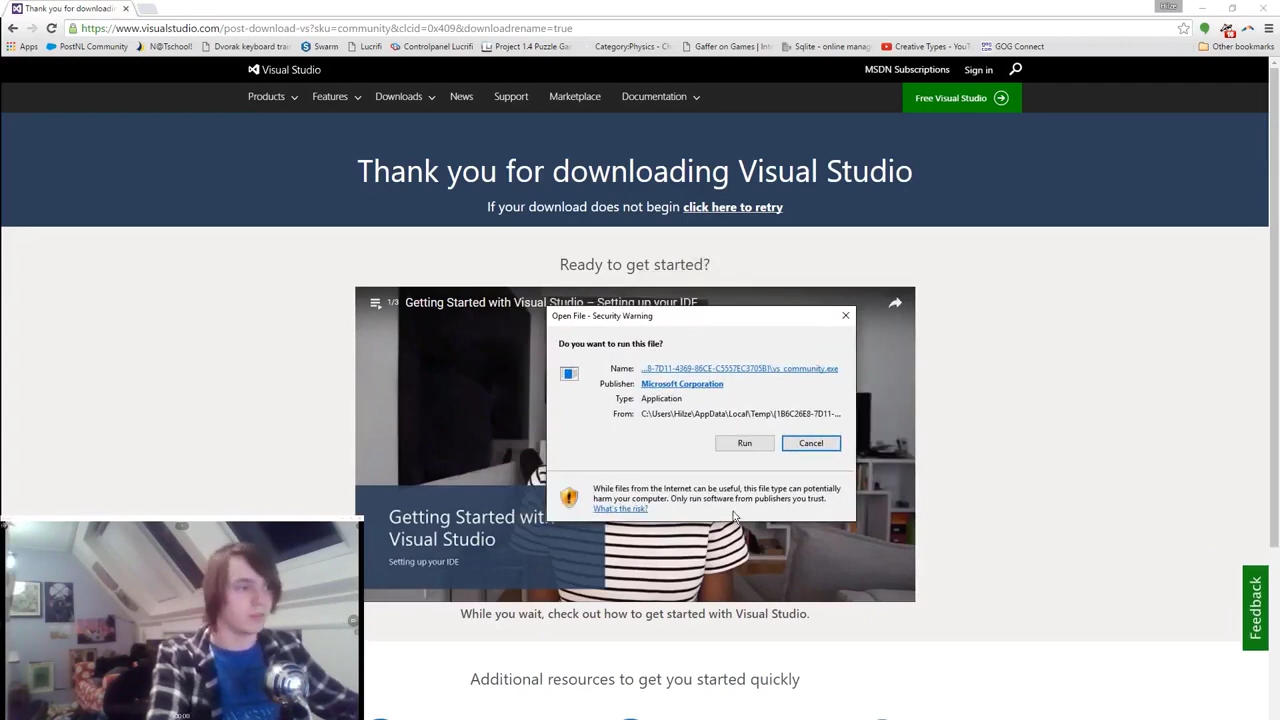 Thank you for downloadin
Hilze
https://www.visualstudio.com/post-download-vs?sku=community&clcid=0x409&downloadrename=true
Apps PostNL Community N@Tschool! Dvorak keyboard train Swarm Lucrifi Controlpanel Lucrifi Project 1.4 Puzzle Gam Category:Physics - Gaffer on Games | In Sqlite - online manag Creative Types - YouT GOG Connect Other bookmarks
Visual Studio
MSDN Subscriptions Sign in
Products Features Downloads News Support Marketplace Documentation
Free Visual Studio
Thank you for downloading Visual Studio
If your download does not begin click here to retry
Ready to get started?
1/3 Getting Started with Visual Studio – Setting up your IDE
Open File - Security Warning
Do you want to run this file?
Name: ...8-7D11-4369-86CE-C5557EC3705B1\vs_community.exe
Publisher: Microsoft Corporation
Type: Application
From: C:\Users\Hilze\AppData\Local\Temp\{1B6C26E8-7D11-...
Run Cancel
While files from the Internet can be useful, this file type can potentially
harm your computer. Only run software from publishers you trust.
What's the risk?
Getting Started wit
Visual Studio
Setting up your IDE
While you wait, check out how to get started with Visual Studio.
Feedback
Additional resources to get you started quickly